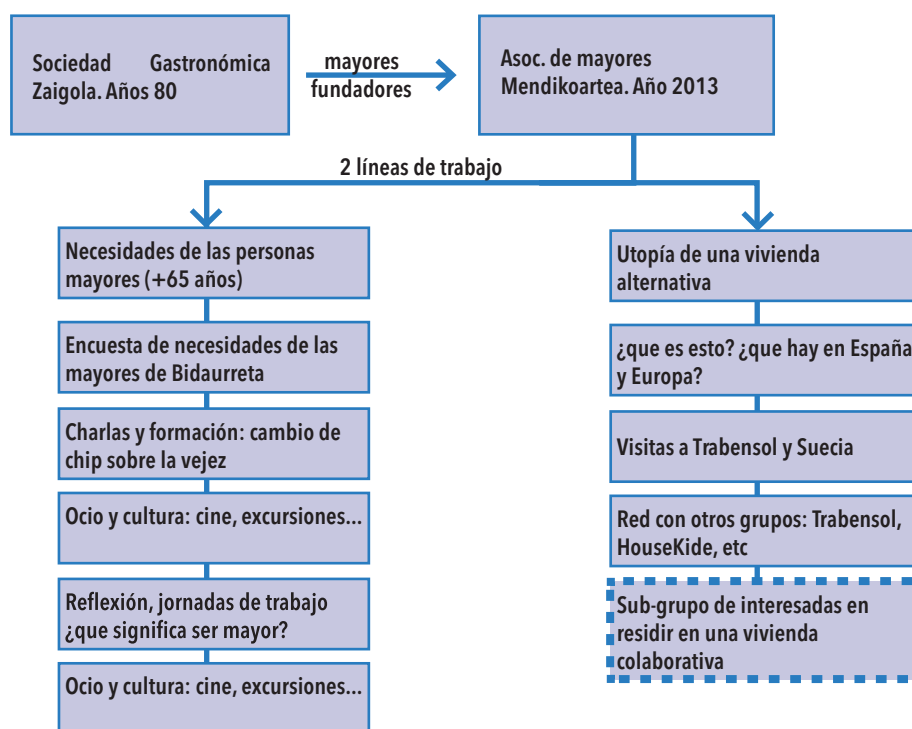 Sociedad Gastronómica
Zaigola. Años 80
mayores
fundadores
Asoc. de mayores
Mendikoartea. Año 2013
2 líneas de trabajo
Necesidades de las personas
mayores (+65 años)
Encuesta de necesidades de las
mayores de Bidaurreta
Charlas y formación: cambio de
chip sobre la vejez
Ocio y cultura: cine, excursiones...
Reflexión, jornadas de trabajo
¿que significa ser mayor?
Ocio y cultura: cine, excursiones...
Utopía de una vivienda
alternativa
¿que es esto? ¿que hay en España
y Europa?
Visitas a Trabensol y Suecia
Red con otros grupos: Trabensol,
HouseKide, etc
Sub-grupo de interesadas en
residir en una vivienda
colaborativa